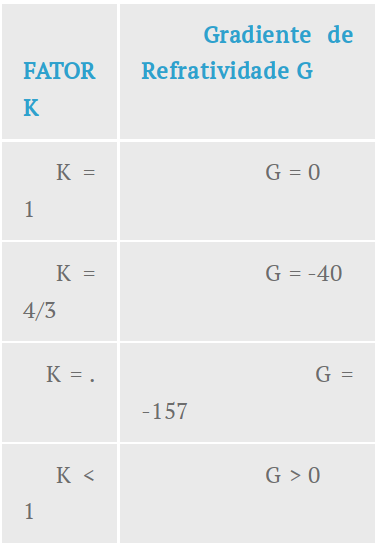 Gradiente de
FATOR Refratividade G
K
K = G = 0
1
K = G = -40
4/3
K = . G =
-157
K < G > 0
1